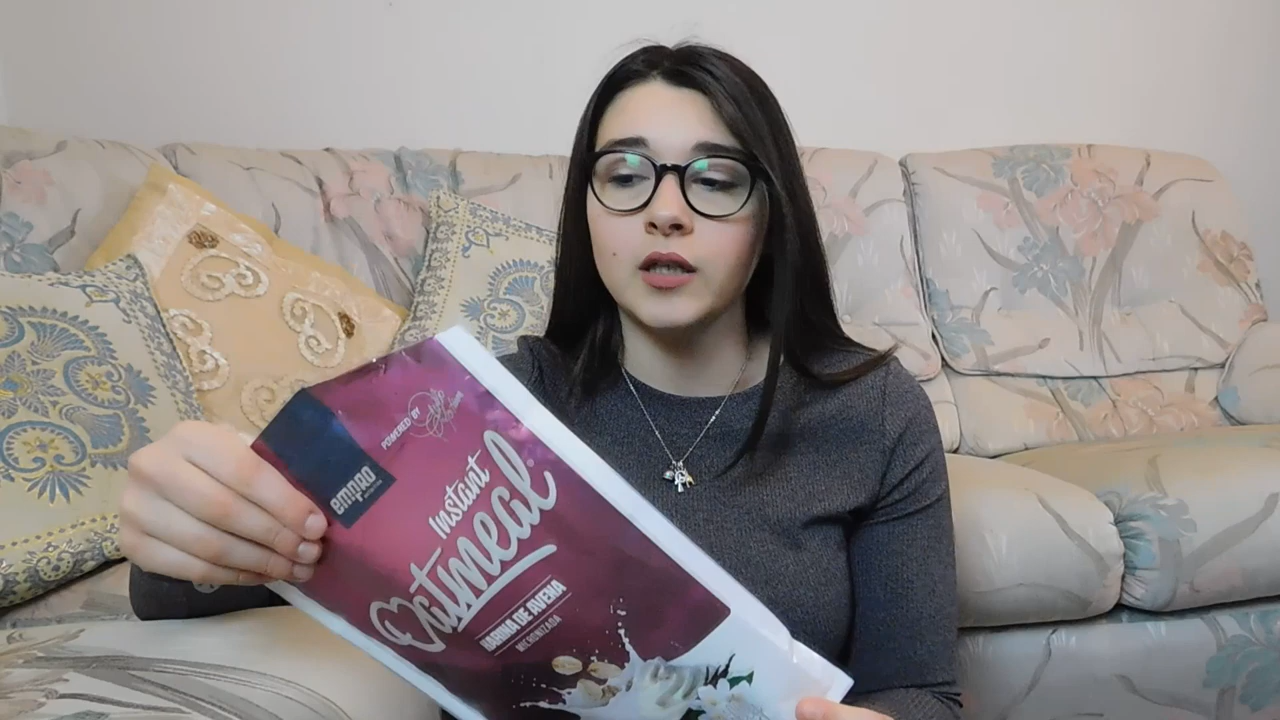 POWERED BY
empro
Instant
Oatmeal
HARINA DE AVENA
MICRONIZADA